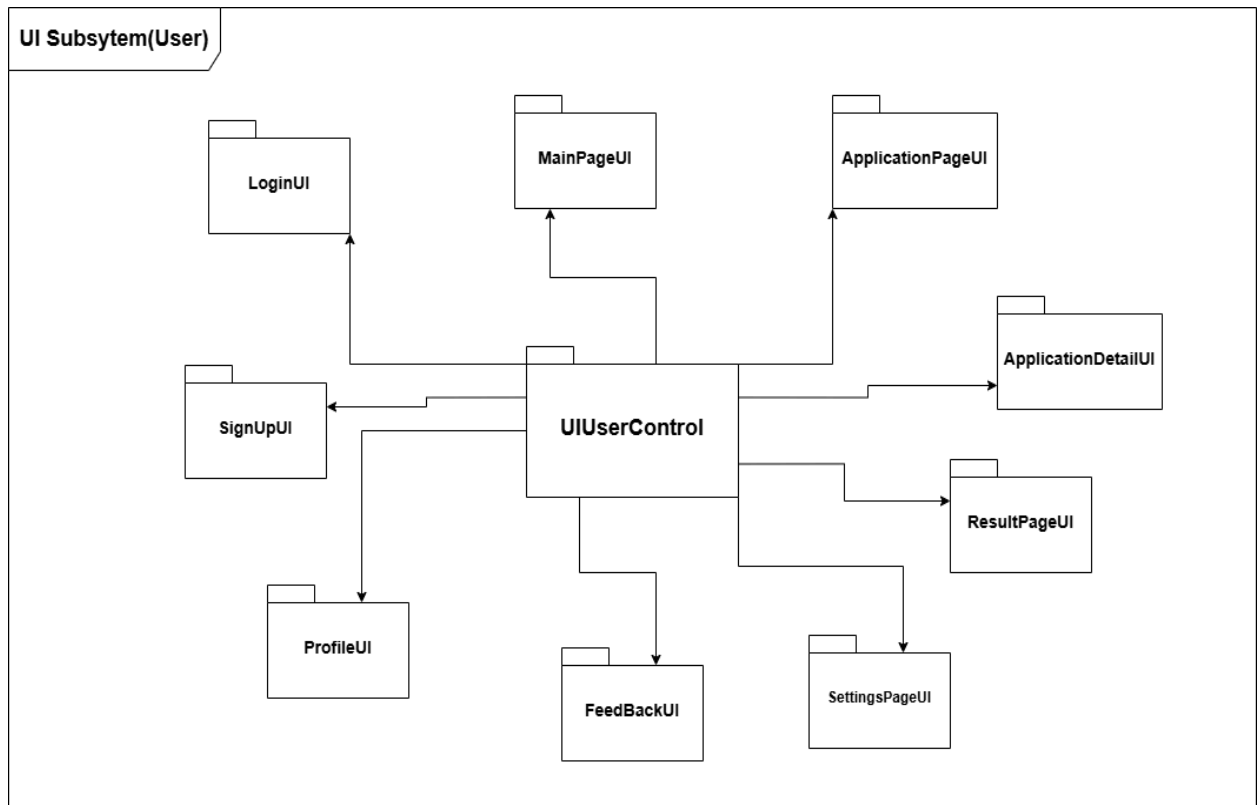 UI Subsytem(User)
MainPageUI
ApplicationPageUI
LoginUI
ApplicationDetailUI
SignUpUI
UIUserControl
ResultPageUI
ProfileUI
FeedBackUI
SettingsPageUI